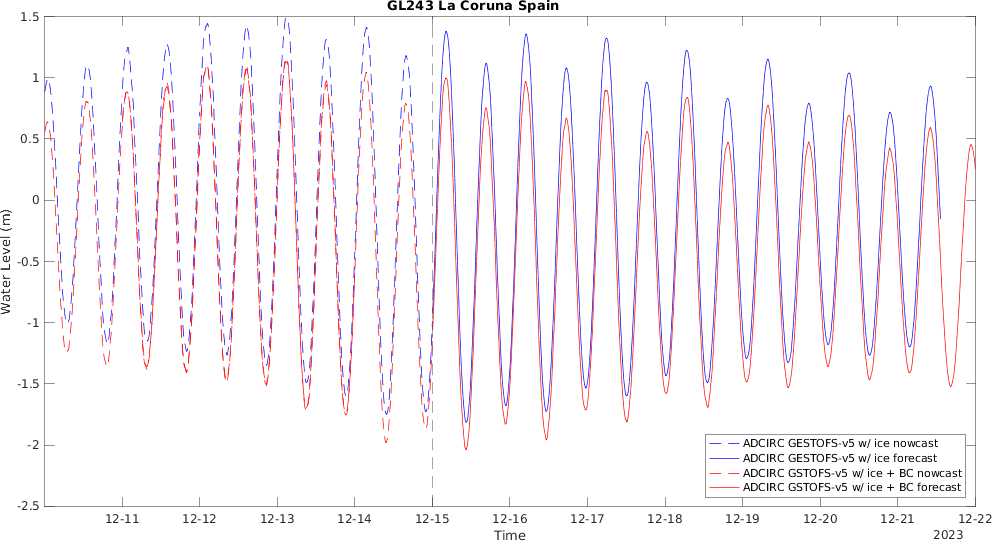 GL243 La Coruna Spain
Water Level (m)
1.5
1
0.5
0
-0.5
-1
-1.5
-2
-2.5
ADCIRC GESTOFS-v5 w/ ice nowcast
ADCIRC GESTOFS-v5 w/ ice forecast
ADCIRC GSTOFS-v5 w/ ice + BC nowcast
ADCIRC GSTOFS-v5 w/ ice + BC forecast
12-11 12-12 12-13 12-14 12-15 12-16 12-17 12-18 12-19 12-20 12-21 12-22
Time
2023